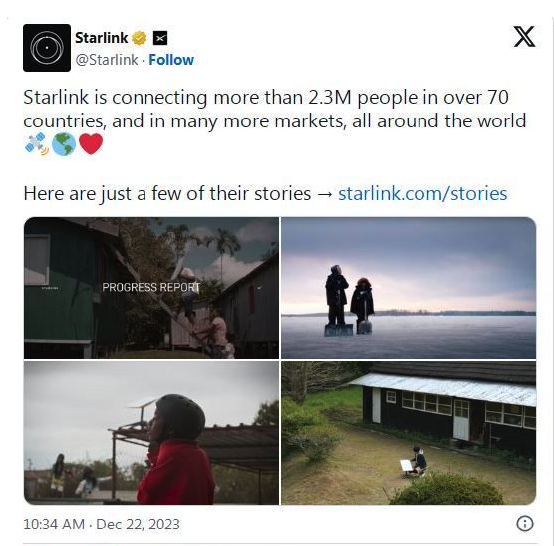 Starlink
@Starlink · Follow
Starlink is connecting more than 2.3M people in over 70
countries, and in many more markets, all around the world
🛰️🌎❤️
Here are just a few of their stories → starlink.com/stories
PROGRESS REPORT
10:34 AM · Dec 22, 2023